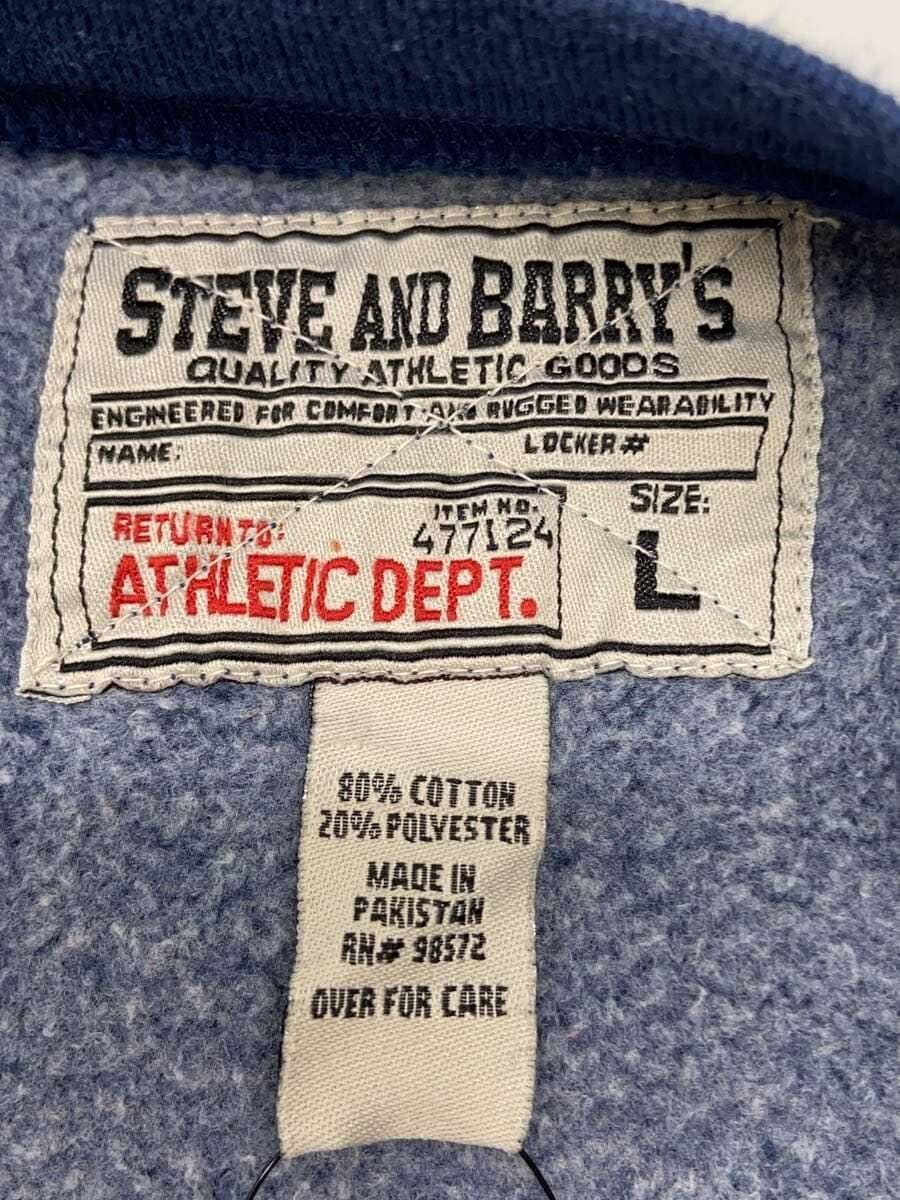 STEVE AND BARRY'S
QUALITY ATHLETIC GOODS
ENGINEERED FOR COMFORT AND RUGGED WEARABILITY
NAME: LOCKER#
RETURN TO: ITEM NO. SIZE:
477124
ATHLETIC DEPT. L
80% COTTON
20% POLYESTER
MADE IN
PAKISTAN
RN# 98572
OVER FOR CARE